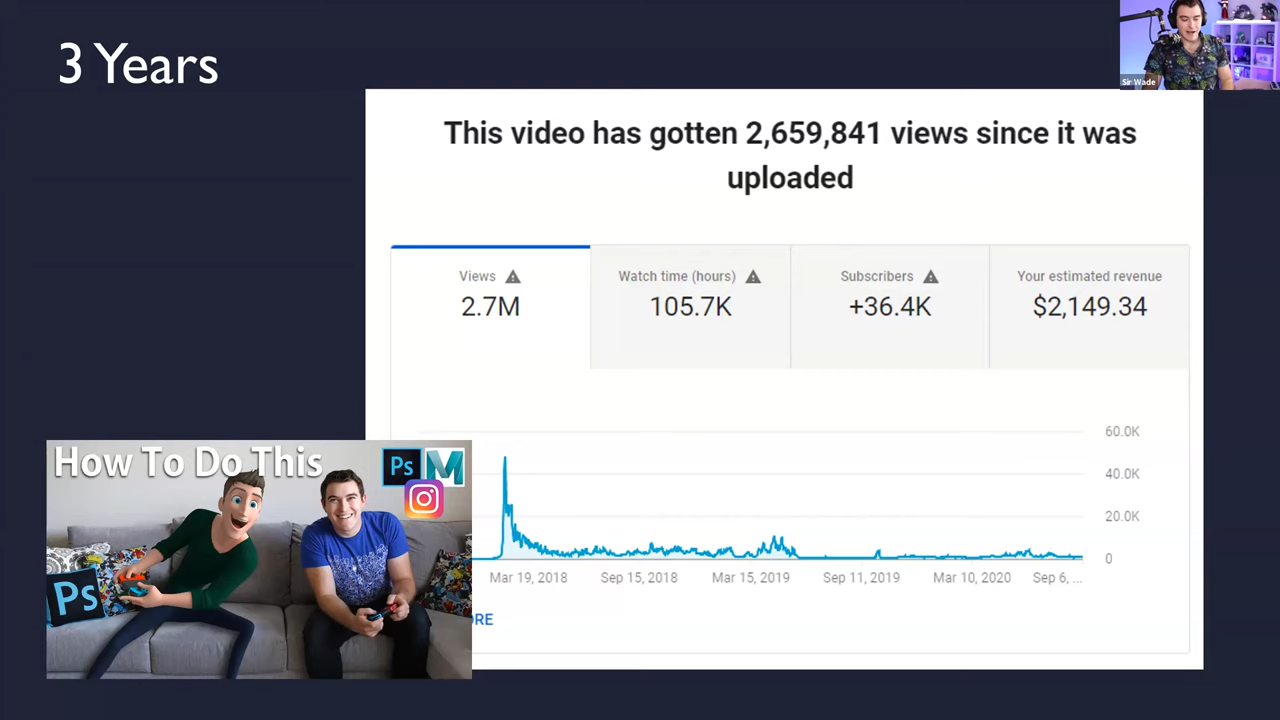 3 Years
Sir Wade
This video has gotten 2,659,841 views since it was
uploaded
Views
2.7M
Watch time (hours)
105.7K
Subscribers
+36.4K
Your estimated revenue
$2,149.34
60.0K
40.0K
20.0K
0
Mar 19, 2018
Sep 15, 2018
Mar 15, 2019
Sep 11, 2019
Mar 10, 2020
Sep 6, ...
ORE
How To Do This
Ps
M
Ps